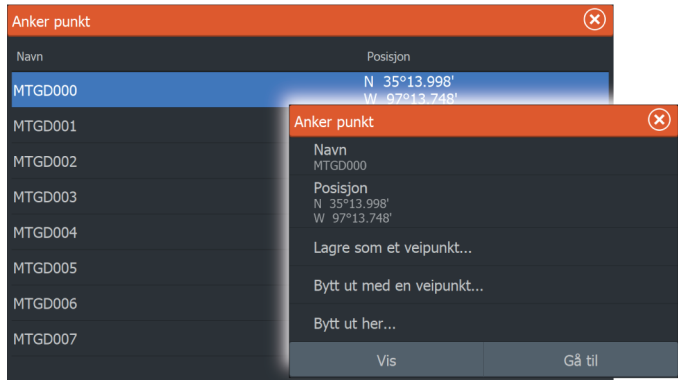 Anker punkt
Navn Posisjon
MTGD000 N 35°13.998'
W 97°13.748'
MTGD001
MTGD002
MTGD003
MTGD004
MTGD005
MTGD006
MTGD007
Anker punkt
Navn
MTGD000
Posisjon
N 35°13.998'
W 97°13.748'
Lagre som et veipunkt...
Bytt ut med en veipunkt...
Bytt ut her...
Vis Gå til